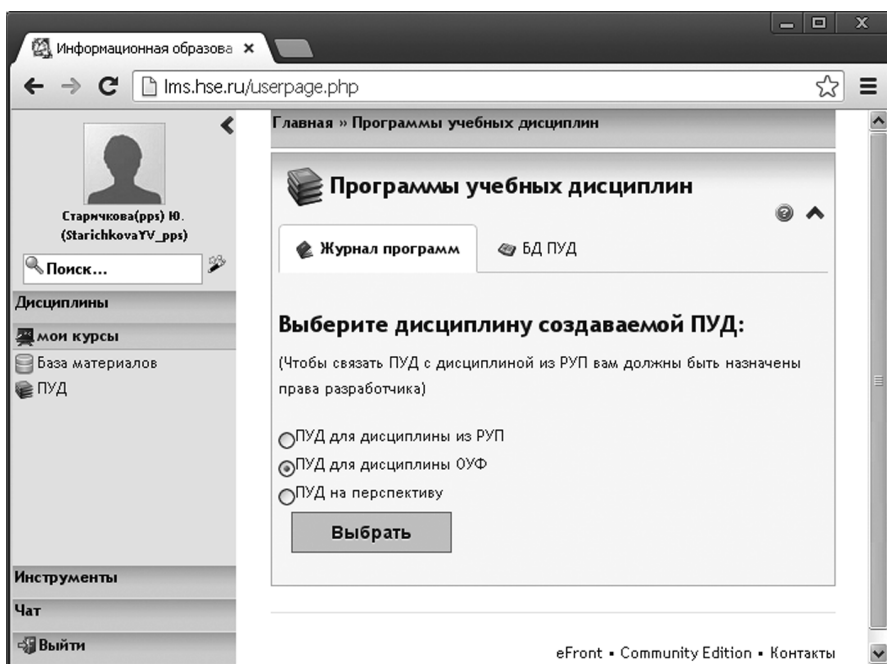 Информационная образова
lms.hse.ru/userpage.php
Старичкова(pps) Ю.
(StarichkovaYV_pps)
Поиск...
Дисциплины
мои курсы
База материалов
ПУД
Инструменты
Чат
Выйти
Главная » Программы учебных дисциплин
Программы учебных дисциплин
Журнал программ
БД ПУД
Выберите дисциплину создаваемой ПУД:
(Чтобы связать ПУД с дисциплиной из РУП вам должны быть назначены
права разработчика)
ПУД для дисциплины из РУП
ПУД для дисциплины ОУФ
ПУД на перспективу
Выбрать
eFront ▪ Community Edition ▪ Контакты